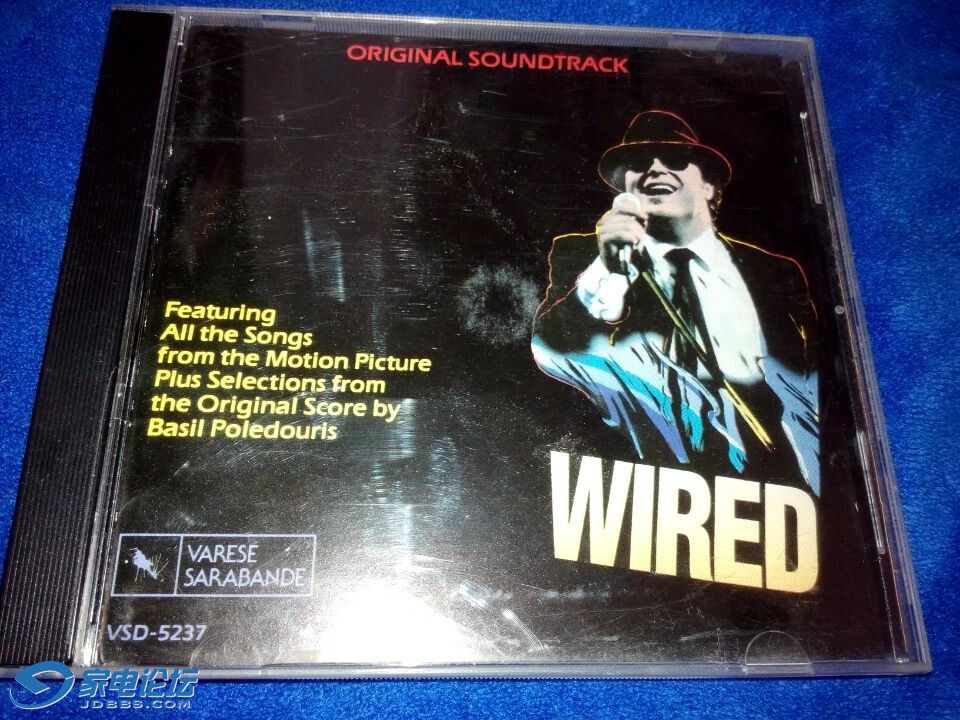 ORIGINAL SOUNDTRACK
Featuring
All the Songs
from the Motion Picture
Plus Selections from
the Original Score by
Basil Poledouris
WIRED
VARESE
SARABANDE
VSD-5237
家电论坛
JDBBS.COM